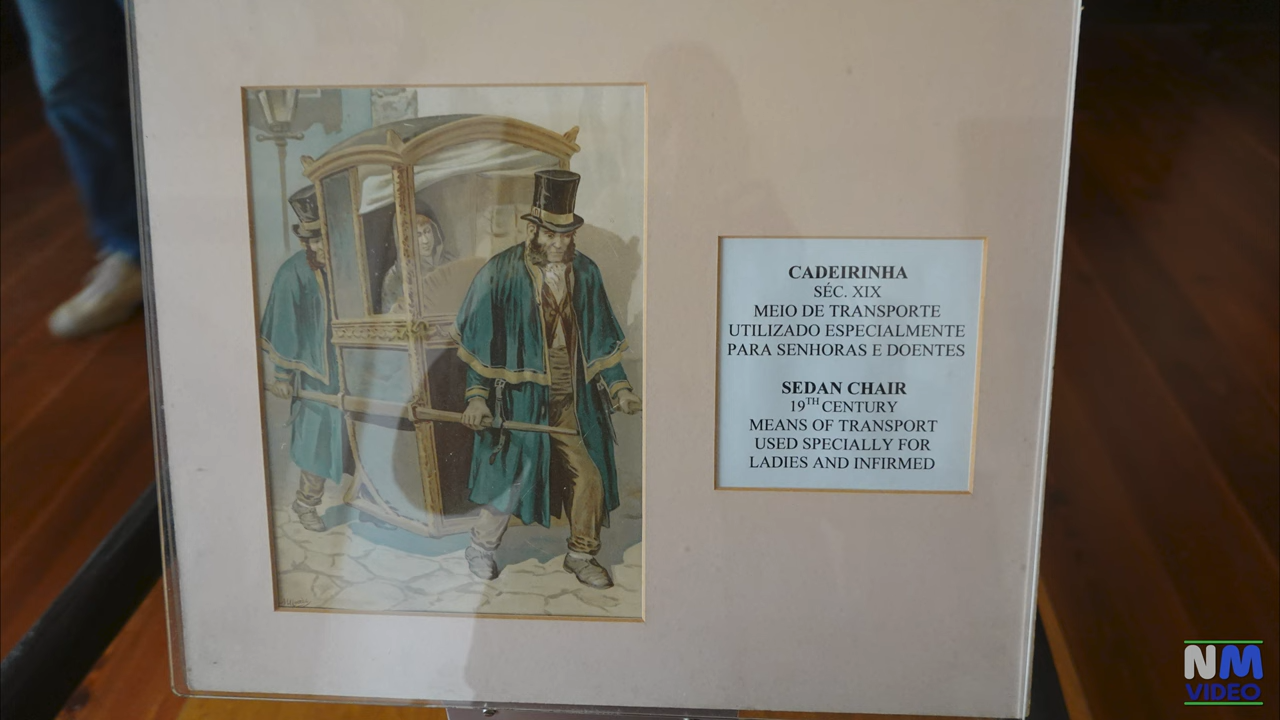 CADEIRINHA
SÉC. XIX
MEIO DE TRANSPORTE
UTILIZADO ESPECIALMENTE
PARA SENHORAS E DOENTES
SEDAN CHAIR
19TH CENTURY
MEANS OF TRANSPORT
USED SPECIALLY FOR
LADIES AND INFIRMED
NM
VIDEO